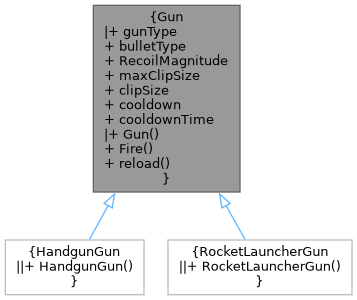 {Gun
|+ gunType
+ bulletType
+ RecoilMagnitude
+ maxClipSize
+ clipSize
+ cooldown
+ cooldownTime
|+ Gun()
+ Fire()
+ reload()
}
{HandgunGun
||+ HandgunGun()
}
{RocketLauncherGun
||+ RocketLauncherGun()
}